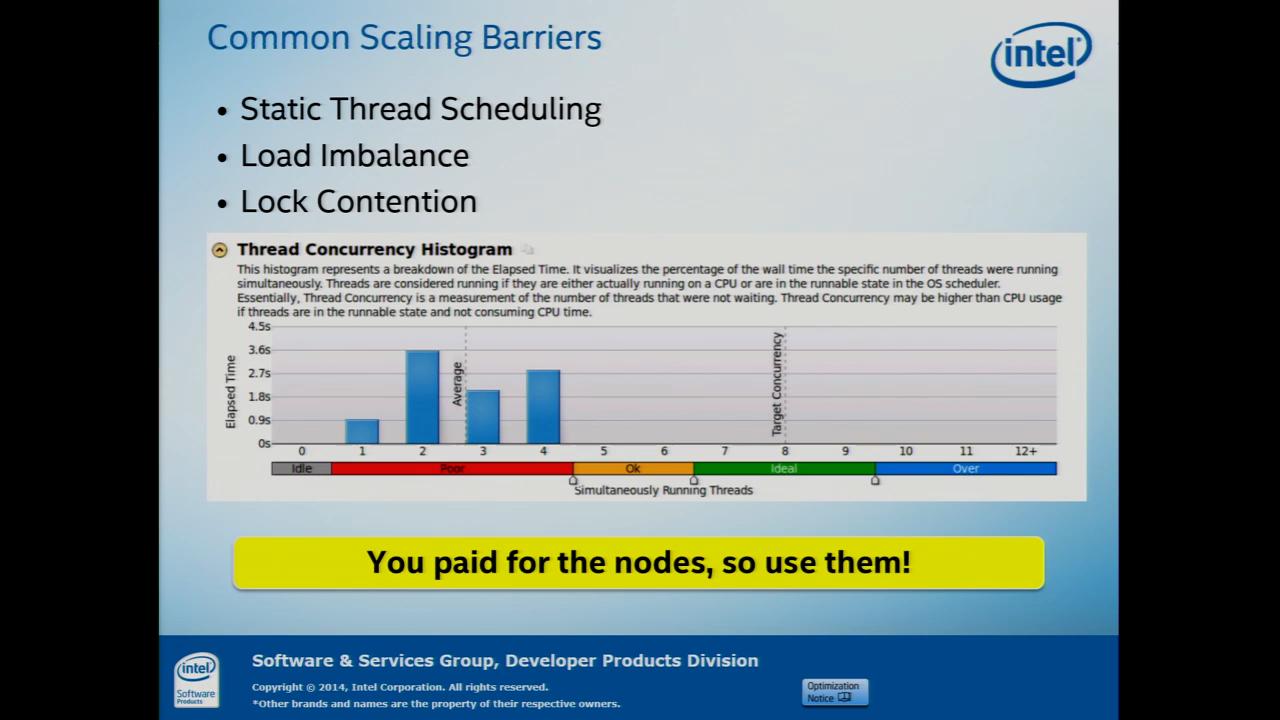 Common Scaling Barriers
intel
• Static Thread Scheduling
• Load Imbalance
• Lock Contention
Thread Concurrency Histogram
This histogram represents a breakdown of the Elapsed Time. It visualizes the percentage of the wall time the specific number of threads were running
simultaneously. Threads are considered running if they are either actually running on a CPU or are in the runnable state in the OS scheduler.
Essentially, Thread Concurrency is a measurement of the number of threads that were not waiting. Thread Concurrency may be higher than CPU usage
if threads are in the runnable state and not consuming CPU time.
Elapsed Time
4.5s
3.6s
2.7s
1.8s
0.9s
0s
Average
Target Concurrency
0 1 2 3 4 5 6 7 8 9 10 11 12+
Idle Poor Ok Ideal Over
Simultaneously Running Threads
You paid for the nodes, so use them!
intel
Software
Products
Software & Services Group, Developer Products Division
Copyright © 2014, Intel Corporation. All rights reserved.
*Other brands and names are the property of their respective owners.
Optimization
Notice